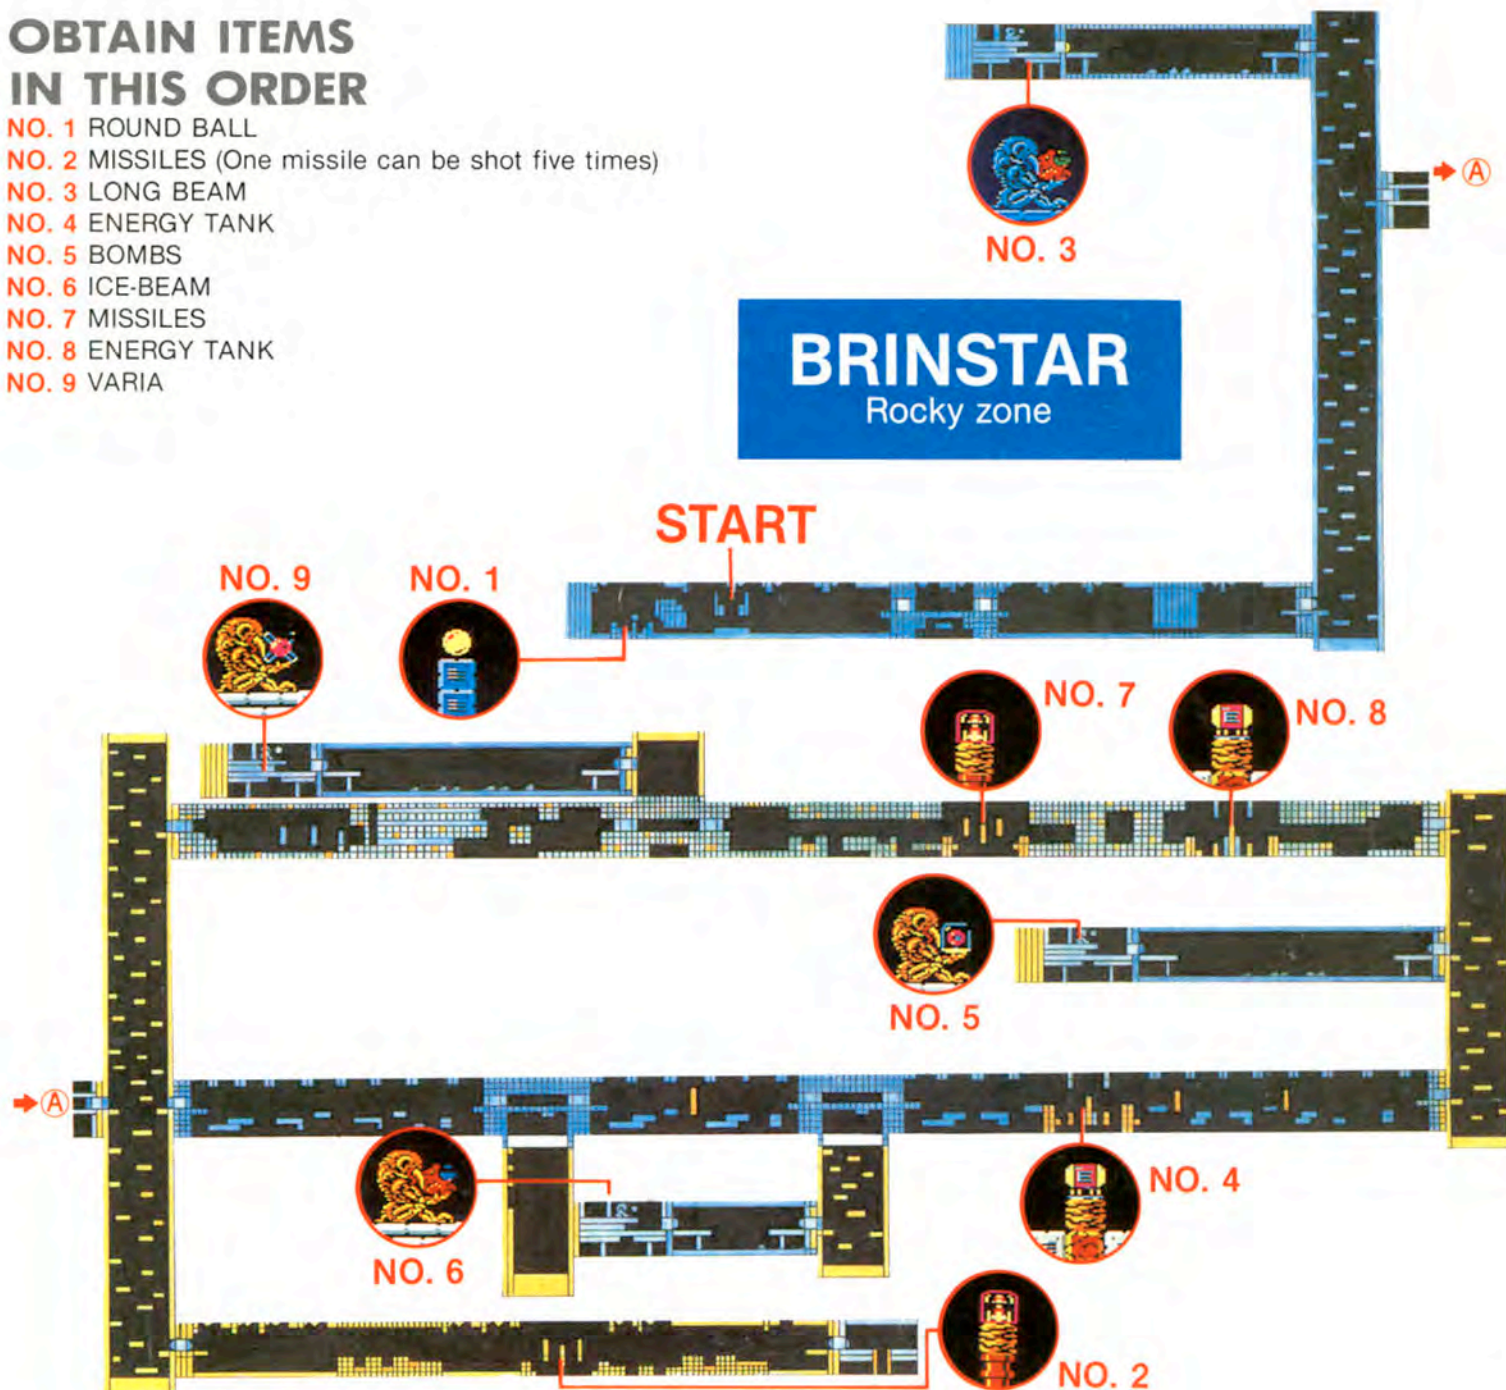 OBTAIN ITEMS
IN THIS ORDER
NO. 1 ROUND BALL
NO. 2 MISSILES (One missile can be shot five times)
NO. 3 LONG BEAM
NO. 4 ENERGY TANK
NO. 5 BOMBS
NO. 6 ICE-BEAM
NO. 7 MISSILES
NO. 8 ENERGY TANK
NO. 9 VARIA
A
NO. 3
BRINSTAR
Rocky zone
START
NO. 9
NO. 1
NO. 7
NO. 8
NO. 5
A
NO. 4
NO. 6
NO. 2